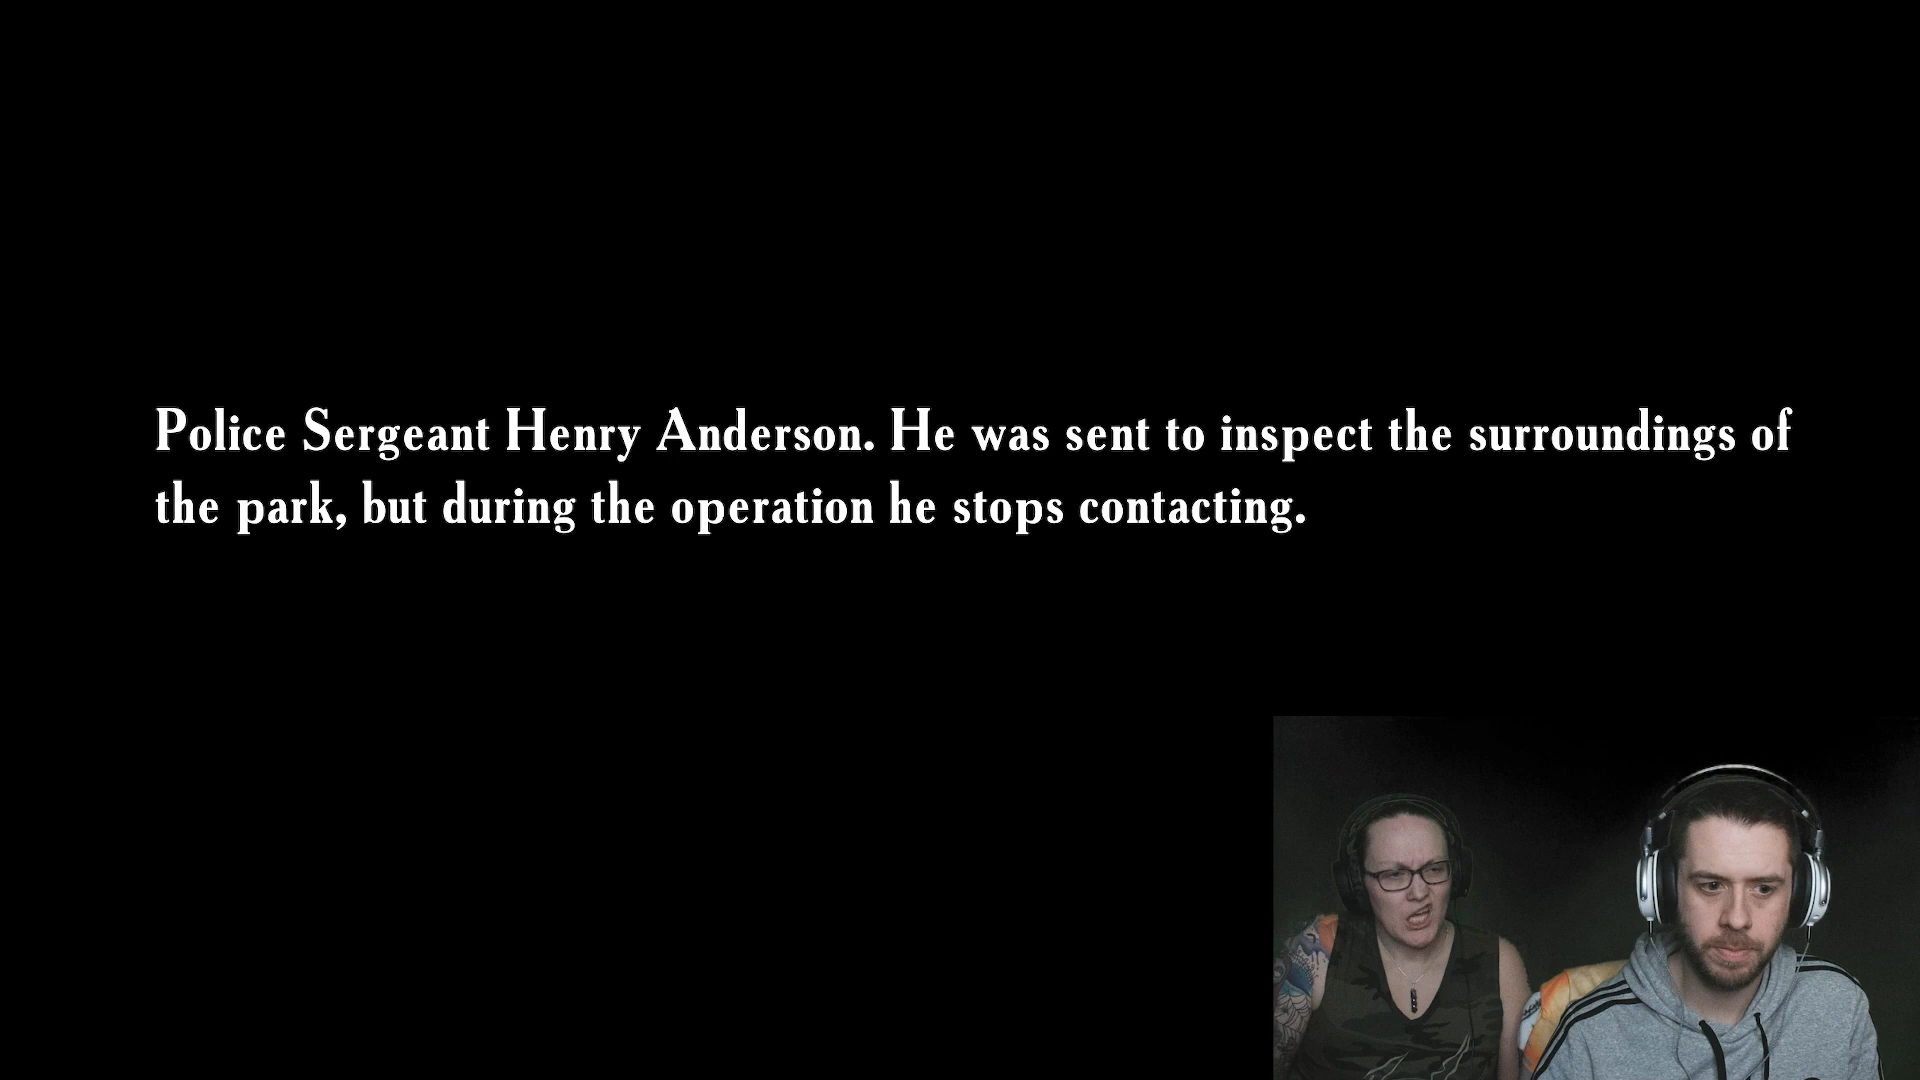 Police Sergeant Henry Anderson. He was sent to inspect the surroundings of
the park, but during the operation he stops contacting.